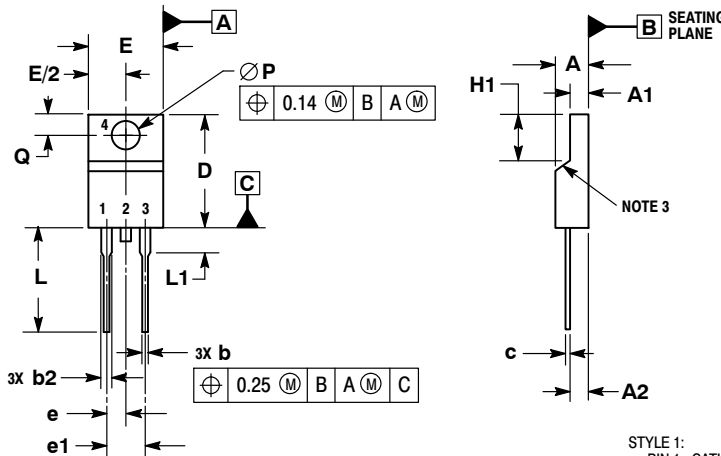 A
E
E/2
∅ P
⌖ 0.14 Ⓜ B A Ⓜ
4
Q
D
C
1 2 3
L
L1
3X b
3X b2
⌖ 0.25 Ⓜ B A Ⓜ C
e
e1
B SEATING
PLANE
A
H1
A1
NOTE 3
c
A2
STYLE 1: